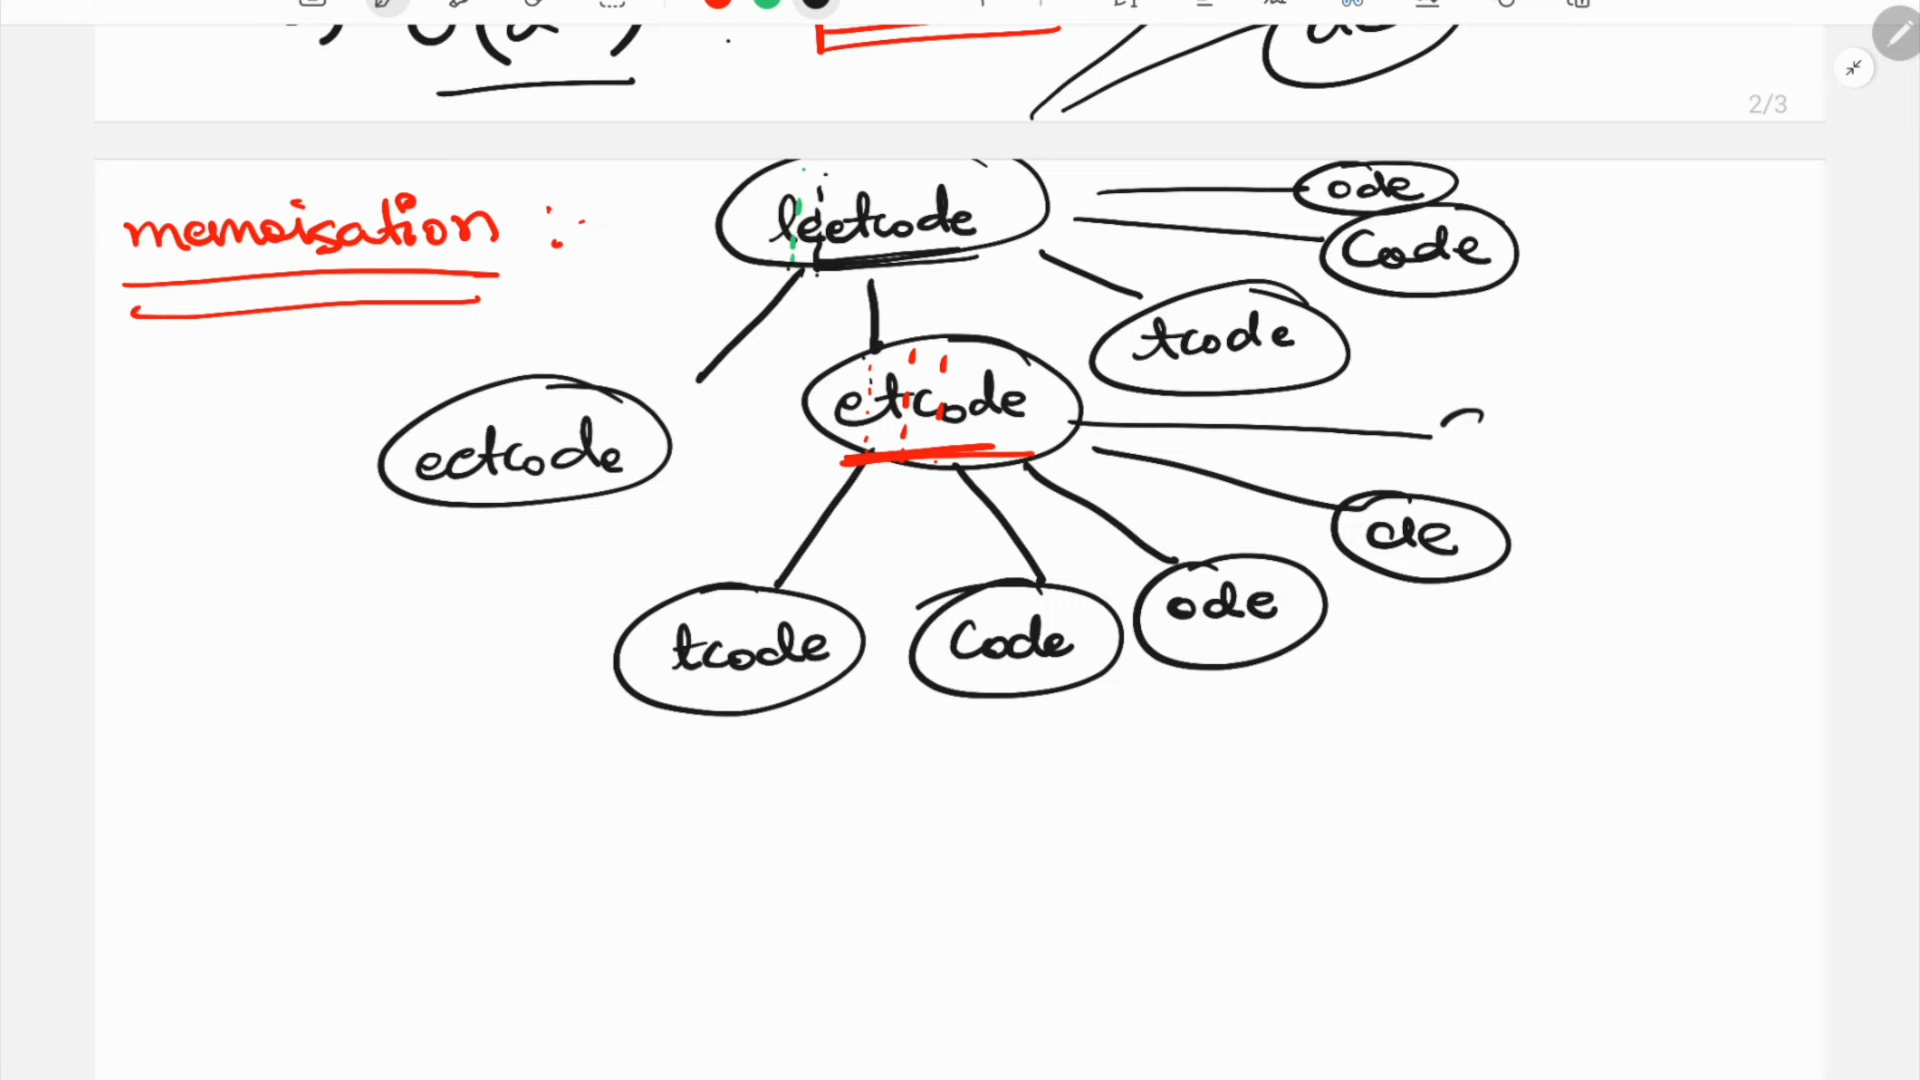 2/3
memoisation :
leetcode
ode
Code
tcode
etcode
eetcode
de
ode
tcode
Code